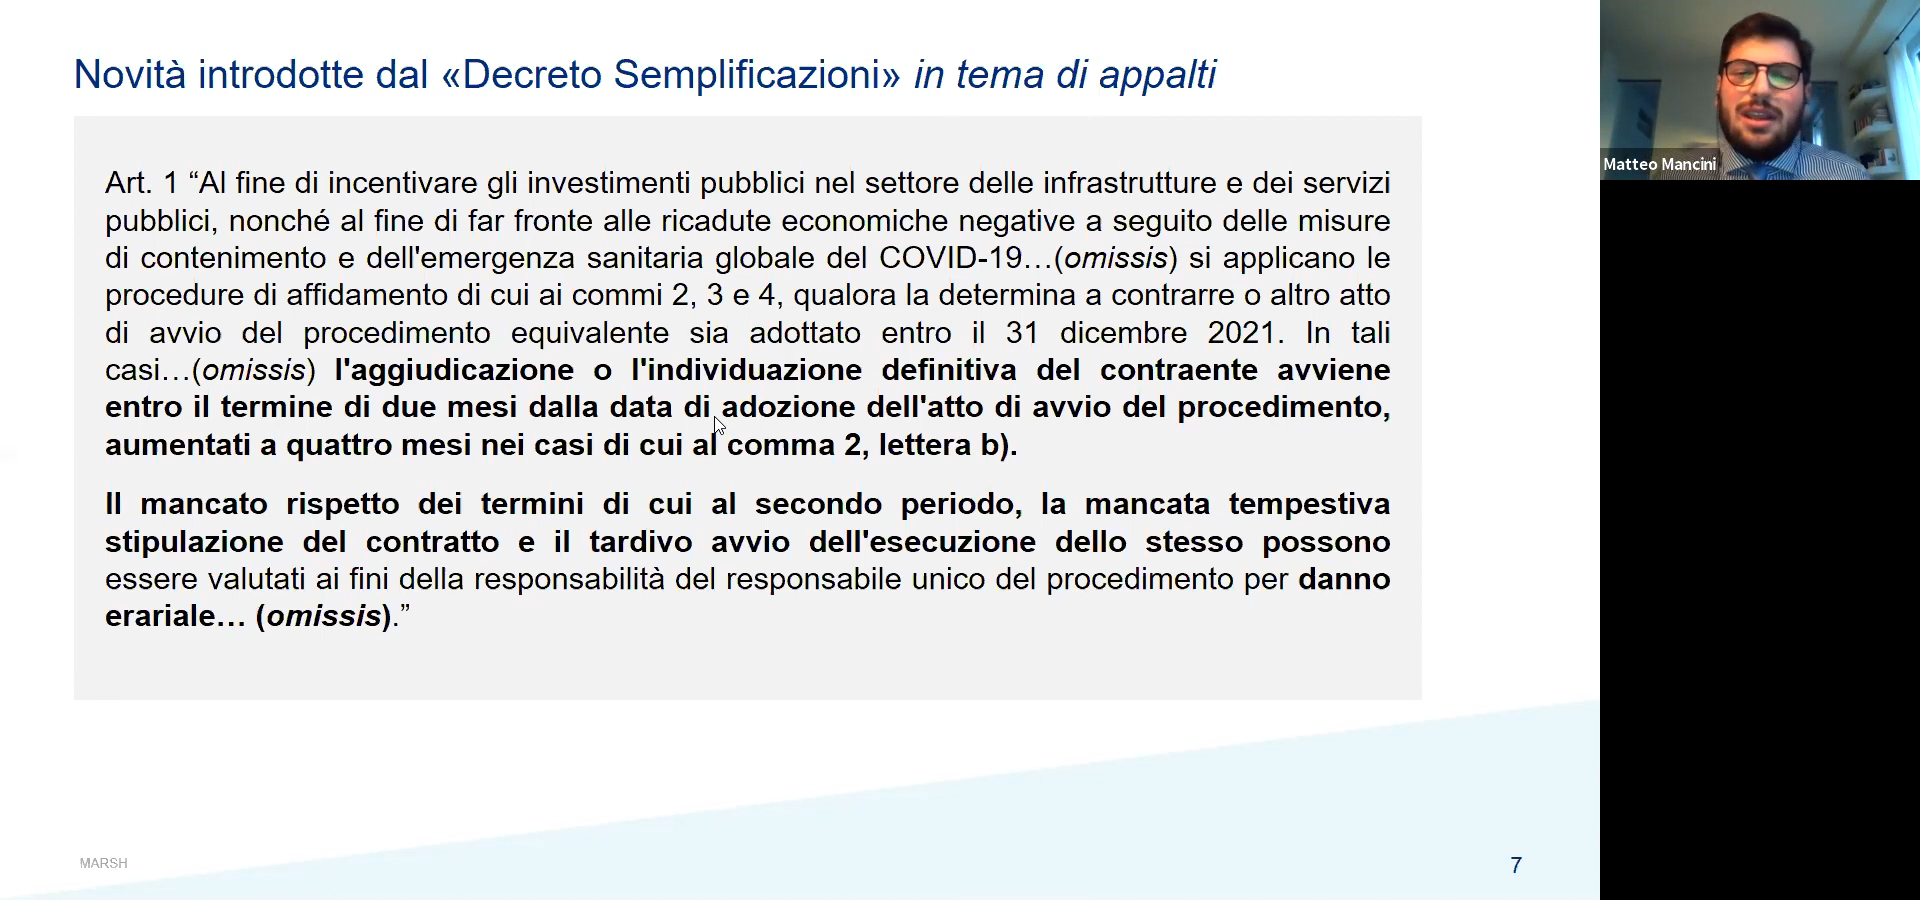 Novità introdotte dal «Decreto Semplificazioni» in tema di appalti
Art. 1 “Al fine di incentivare gli investimenti pubblici nel settore delle infrastrutture e dei servizi
pubblici, nonché al fine di far fronte alle ricadute economiche negative a seguito delle misure
di contenimento e dell'emergenza sanitaria globale del COVID-19…(omissis) si applicano le
procedure di affidamento di cui ai commi 2, 3 e 4, qualora la determina a contrarre o altro atto
di avvio del procedimento equivalente sia adottato entro il 31 dicembre 2021. In tali
casi…(omissis) l'aggiudicazione o l'individuazione definitiva del contraente avviene
entro il termine di due mesi dalla data di adozione dell'atto di avvio del procedimento,
aumentati a quattro mesi nei casi di cui al comma 2, lettera b).
Il mancato rispetto dei termini di cui al secondo periodo, la mancata tempestiva
stipulazione del contratto e il tardivo avvio dell'esecuzione dello stesso possono
essere valutati ai fini della responsabilità del responsabile unico del procedimento per danno
erariale… (omissis).”
MARSH
7
Matteo Mancini